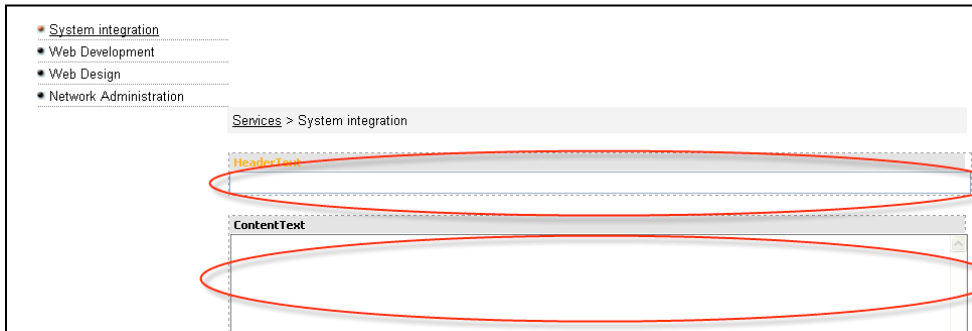 System integration
Web Development
Web Design
Network Administration
Services > System integration
HeaderText
ContentText